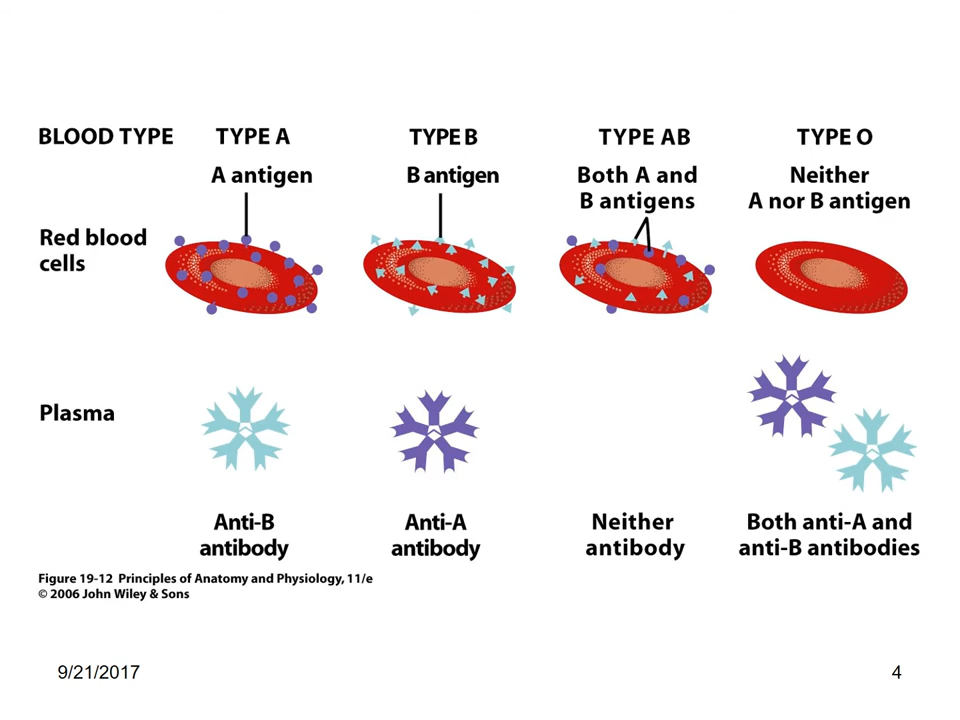 BLOOD TYPE TYPE A TYPE B TYPE AB TYPE O
A antigen B antigen Both A and Neither
B antigens A nor B antigen
Red blood
cells
Plasma
Anti-B Anti-A Neither Both anti-A and
antibody antibody antibody anti-B antibodies
Figure 19-12 Principles of Anatomy and Physiology, 11/e
© 2006 John Wiley & Sons
9/21/2017 4